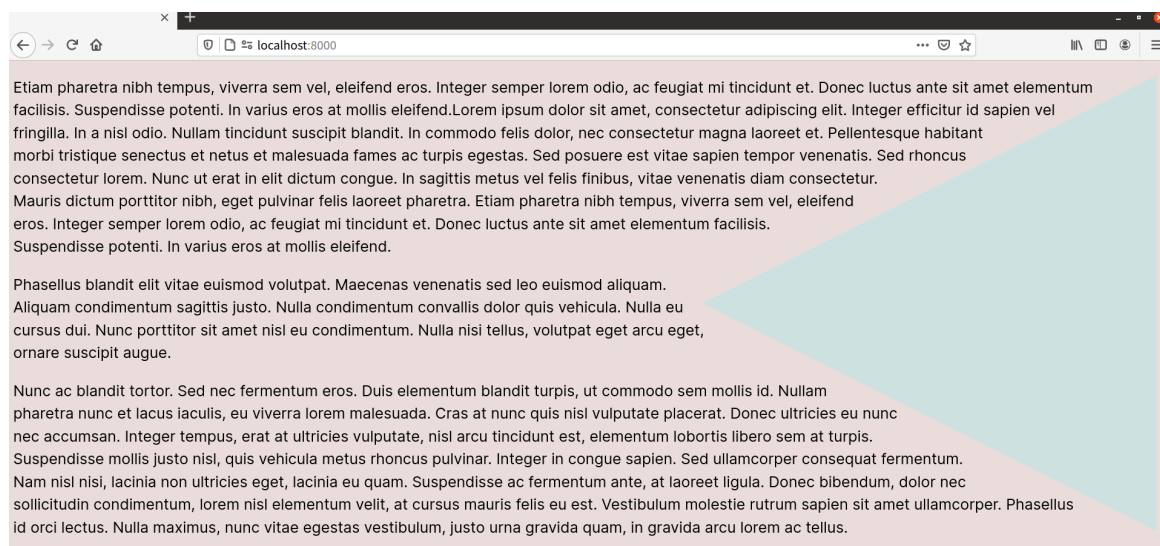 localhost:8000
Etiam pharetra nibh tempus, viverra sem vel, eleifend eros. Integer semper lorem odio, ac feugiat mi tincidunt et. Donec luctus ante sit amet elementum
facilisis. Suspendisse potenti. In varius eros at mollis eleifend.Lorem ipsum dolor sit amet, consectetur adipiscing elit. Integer efficitur id sapien vel
fringilla. In a nisl odio. Nullam tincidunt suscipit blandit. In commodo felis dolor, nec consectetur magna laoreet et. Pellentesque habitant
morbi tristique senectus et netus et malesuada fames ac turpis egestas. Sed posuere est vitae sapien tempor venenatis. Sed rhoncus
consectetur lorem. Nunc ut erat in elit dictum congue. In sagittis metus vel felis finibus, vitae venenatis diam consectetur.
Mauris dictum porttitor nibh, eget pulvinar felis laoreet pharetra. Etiam pharetra nibh tempus, viverra sem vel, eleifend
eros. Integer semper lorem odio, ac feugiat mi tincidunt et. Donec luctus ante sit amet elementum facilisis.
Suspendisse potenti. In varius eros at mollis eleifend.
Phasellus blandit elit vitae euismod volutpat. Maecenas venenatis sed leo euismod aliquam.
Aliquam condimentum sagittis justo. Nulla condimentum convallis dolor quis vehicula. Nulla eu
cursus dui. Nunc porttitor sit amet nisl eu condimentum. Nulla nisi tellus, volutpat eget arcu eget,
ornare suscipit augue.
Nunc ac blandit tortor. Sed nec fermentum eros. Duis elementum blandit turpis, ut commodo sem mollis id. Nullam
pharetra nunc et lacus iaculis, eu viverra lorem malesuada. Cras at nunc quis nisl vulputate placerat. Donec ultricies eu nunc
nec accumsan. Integer tempus, erat at ultricies vulputate, nisl arcu tincidunt est, elementum lobortis libero sem at turpis.
Suspendisse mollis justo nisl, quis vehicula metus rhoncus pulvinar. Integer in congue sapien. Sed ullamcorper consequat fermentum.
Nam nisl nisi, lacinia non ultricies eget, lacinia eu quam. Suspendisse ac fermentum ante, at laoreet ligula. Donec bibendum, dolor nec
sollicitudin condimentum, lorem nisl elementum velit, at cursus mauris felis eu est. Vestibulum molestie rutrum sapien sit amet ullamcorper. Phasellus
id orci lectus. Nulla maximus, nunc vitae egestas vestibulum, justo urna gravida quam, in gravida arcu lorem ac tellus.